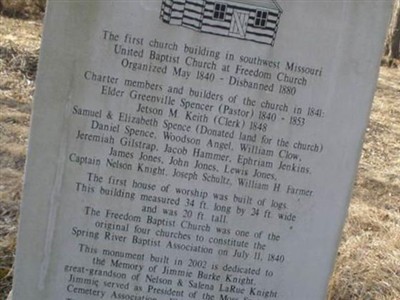 The first church building in southwest Missouri
United Baptist Church at Freedom Church
Organized May 1840 - Disbanned 1880
Charter members and builders of the church in 1841:
Elder Greenville Spencer (Pastor) 1840 - 1853
Jetson M. Keith (Clerk) 1848
Samuel & Elizabeth Spence (Donated land for the church)
Daniel Spence, Woodson Angel, William Clow,
Jeremiah Gilstrap, Jacob Hammer, Ephriam Jenkins,
James Jones, John Jones, Lewis Jones,
Captain Nelson Knight, Joseph Schultz, William H Farmer
The first house of worship was built of logs.
This building measured 34 ft. long by 24 ft. wide
and was 20 ft. tall.
The Freedom Baptist Church was one of the
original four churches to constitute the
Spring River Baptist Association on July 11, 1840
This monument built in 2002 is dedicated to
the Memory of Jimmie Burke Knight,
great-grandson of Nelson & Salena LaRue Knight
Jimmie served as President of the
Cemetery Association